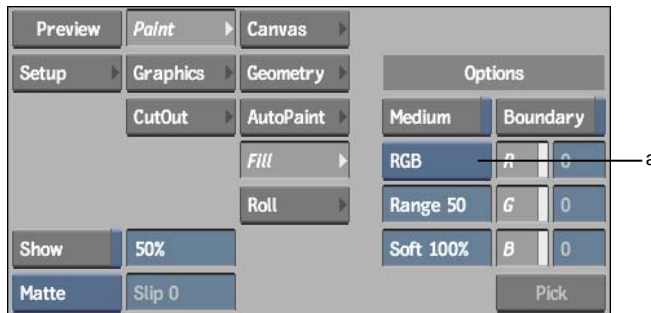 Preview Paint Canvas
Setup Graphics Geometry Options
CutOut AutoPaint Medium Boundary
Fill RGB R 0 a
Roll Range 50 G 0
Show 50% Soft 100% B 0
Matte Slip 0 Pick